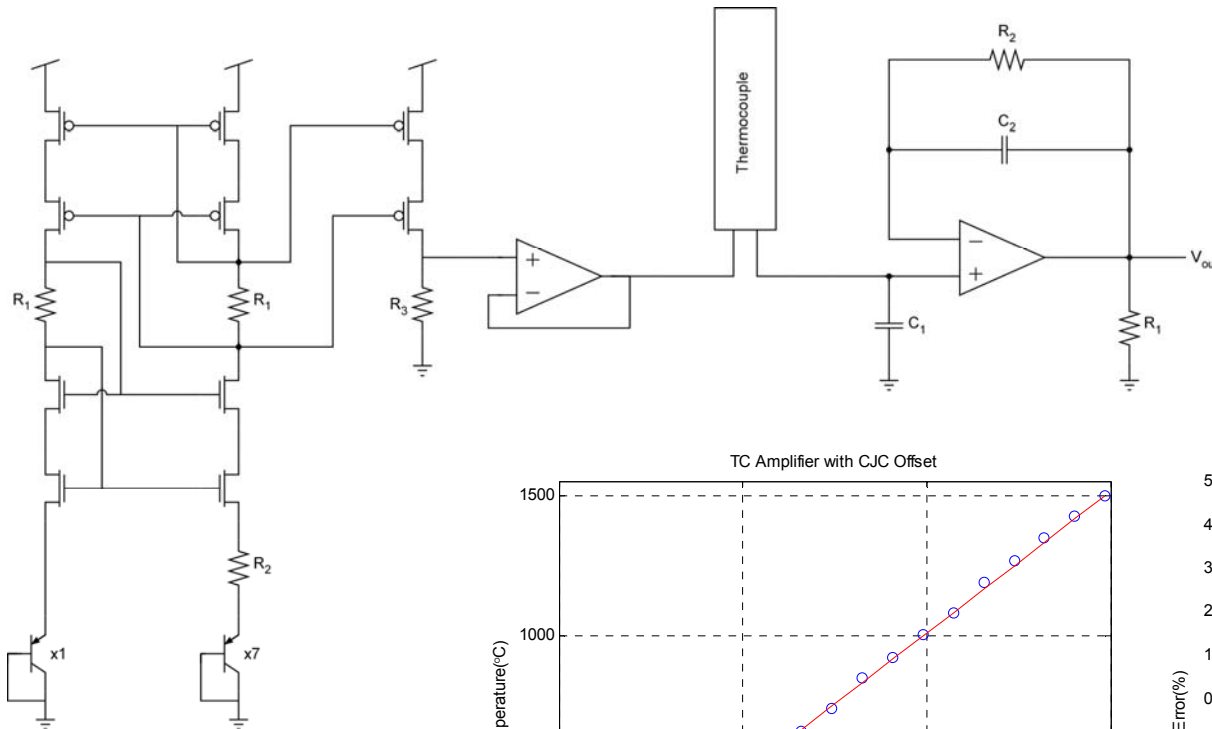 R2
C2
Thermocouple
R1
R1
R3
C1
R1
R2
x1
x7
TC Amplifier with CJC Offset
1500
1000
5
4
3
2
1
0